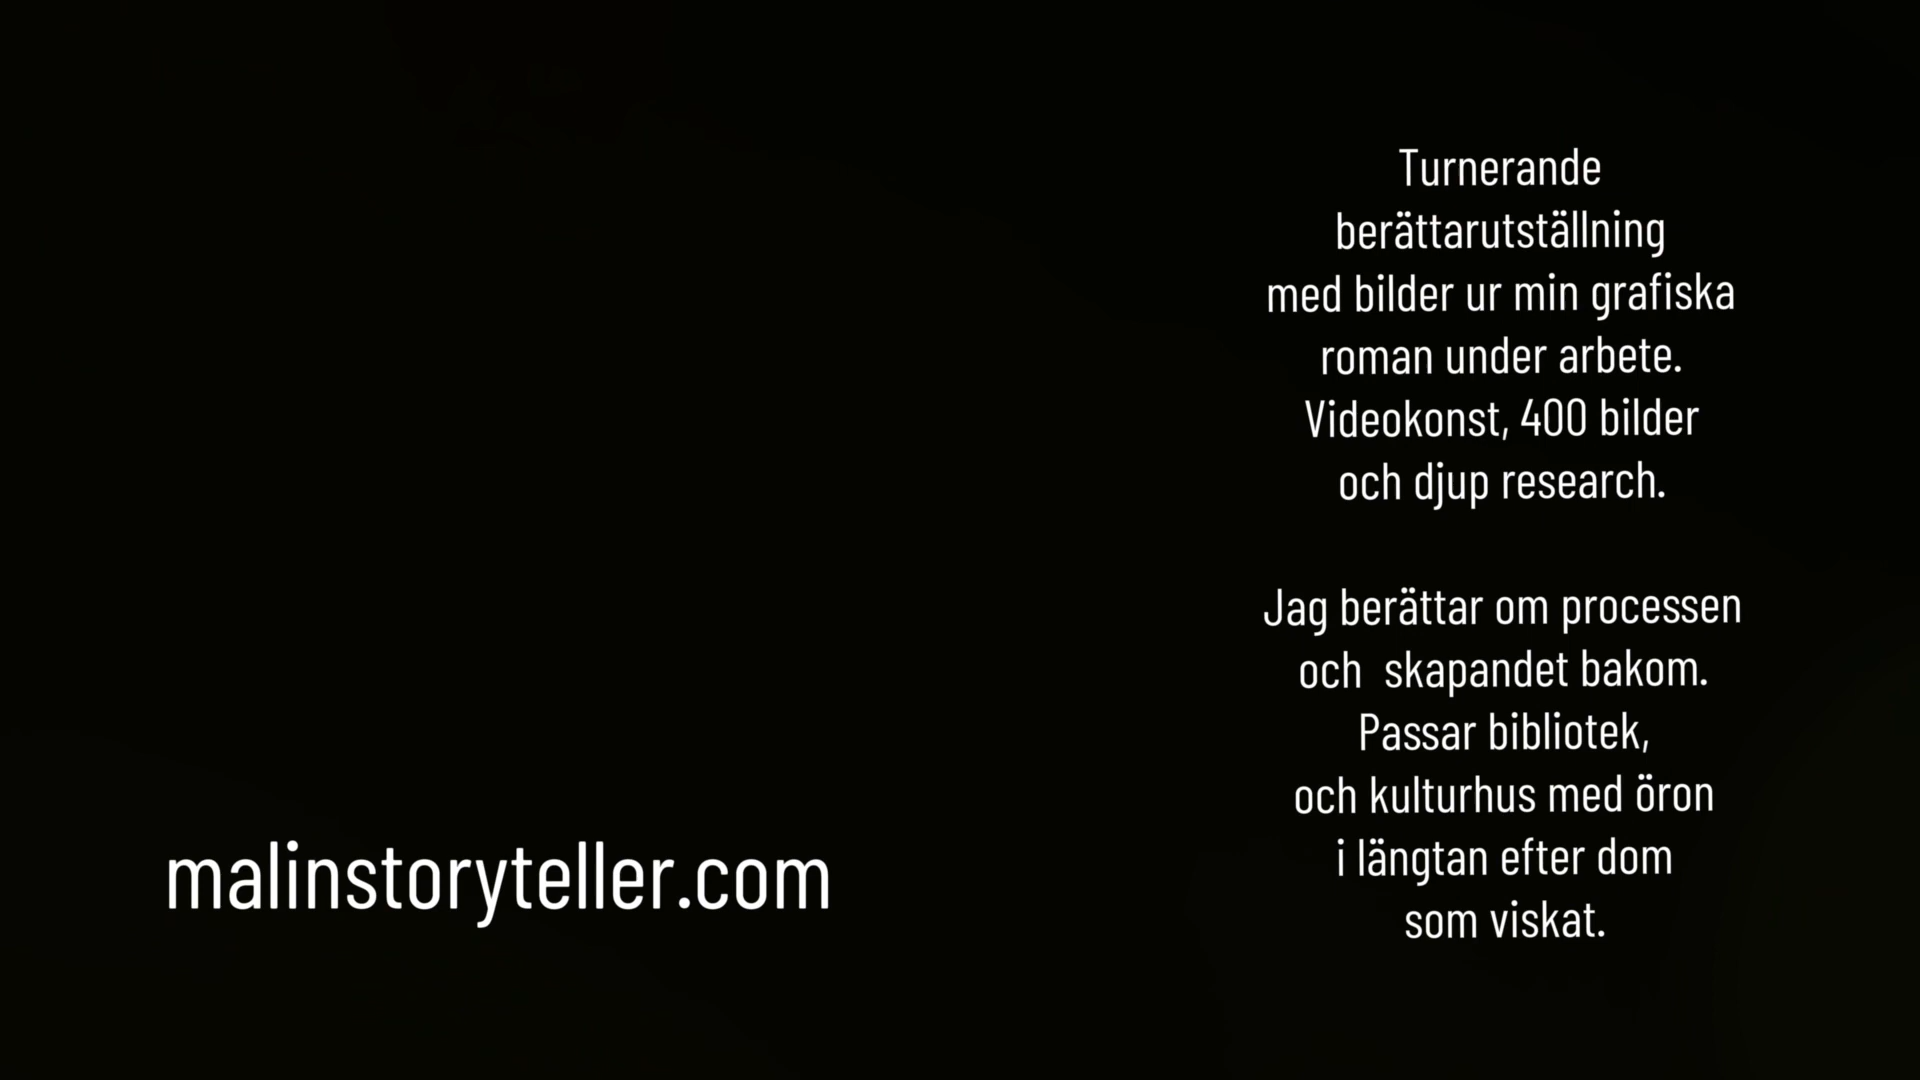 Turnerande
berättarutställning
med bilder ur min grafiska
roman under arbete.
Videokonst, 400 bilder
och djup research.
Jag berättar om processen
och  skapandet bakom.
Passar bibliotek,
och kulturhus med öron
i längtan efter dom
som viskat.
malinstoryteller.com